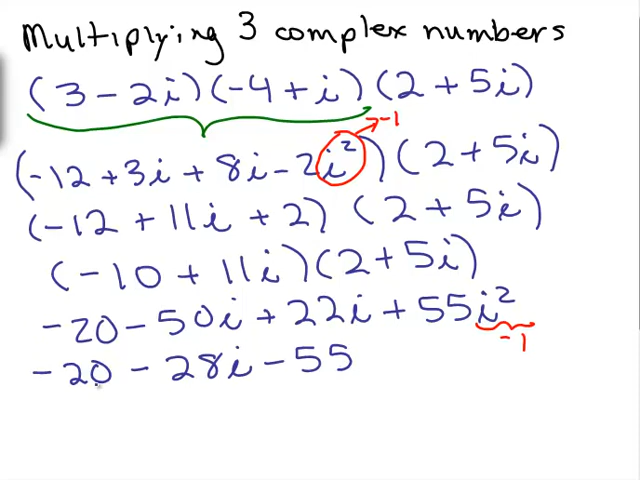 Multiplying 3 complex numbers
(3 - 2i)(-4 + i)(2 + 5i)
-1
(-12 + 3i + 8i - 2i²)(2 + 5i)
(-12 + 11i + 2) (2 + 5i)
(-10 + 11i)(2 + 5i)
-20 - 50i + 22i + 55i²
-1
-20 - 28i - 55